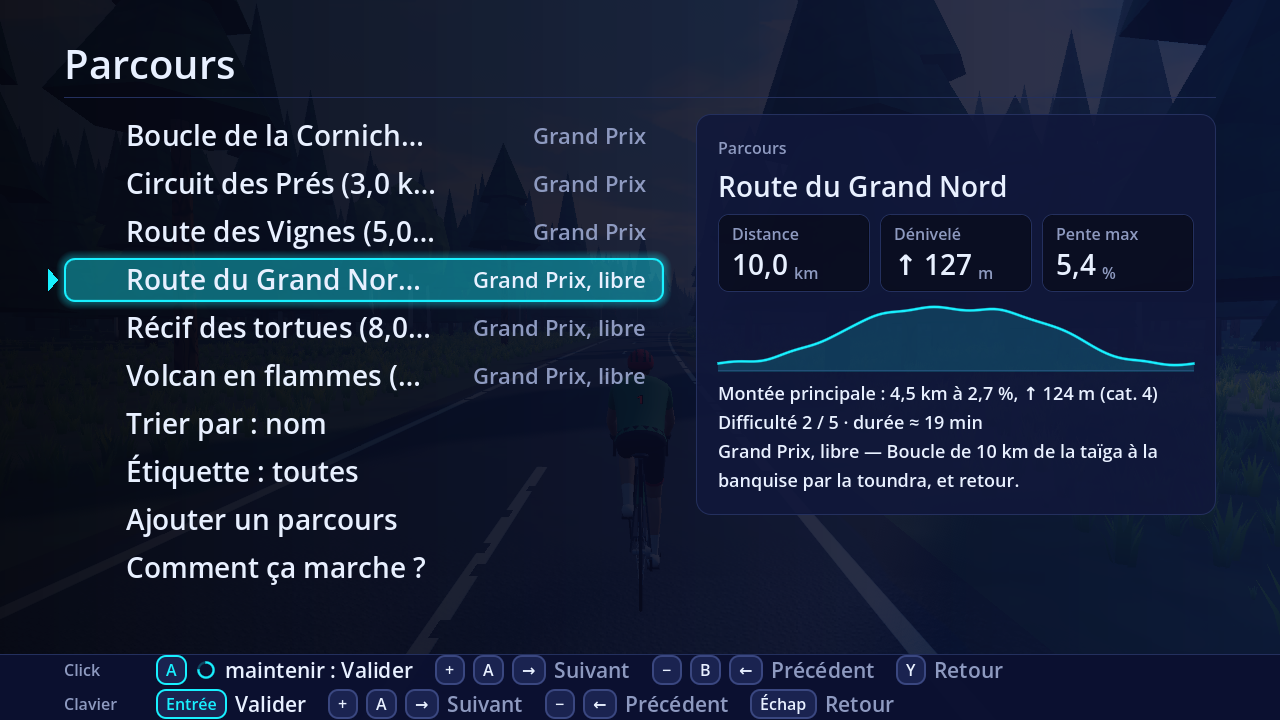 Parcours
Boucle de la Cornich... Grand Prix
Circuit des Prés (3,0 k... Grand Prix
Route des Vignes (5,0... Grand Prix
Route du Grand Nor... Grand Prix, libre
Récif des tortues (8,0... Grand Prix, libre
Volcan en flammes (... Grand Prix, libre
Trier par : nom
Étiquette : toutes
Ajouter un parcours
Comment ça marche ?
Parcours
Route du Grand Nord
Distance Dénivelé Pente max
10,0 km ↑ 127 m 5,4 %
Montée principale : 4,5 km à 2,7 %, ↑ 124 m (cat. 4)
Difficulté 2 / 5 · durée ≈ 19 min
Grand Prix, libre — Boucle de 10 km de la taïga à la
banquise par la toundra, et retour.
Click A maintenir : Valider + A → Suivant − B ← Précédent Y Retour
Clavier Entrée Valider + A → Suivant − ← Précédent Échap Retour